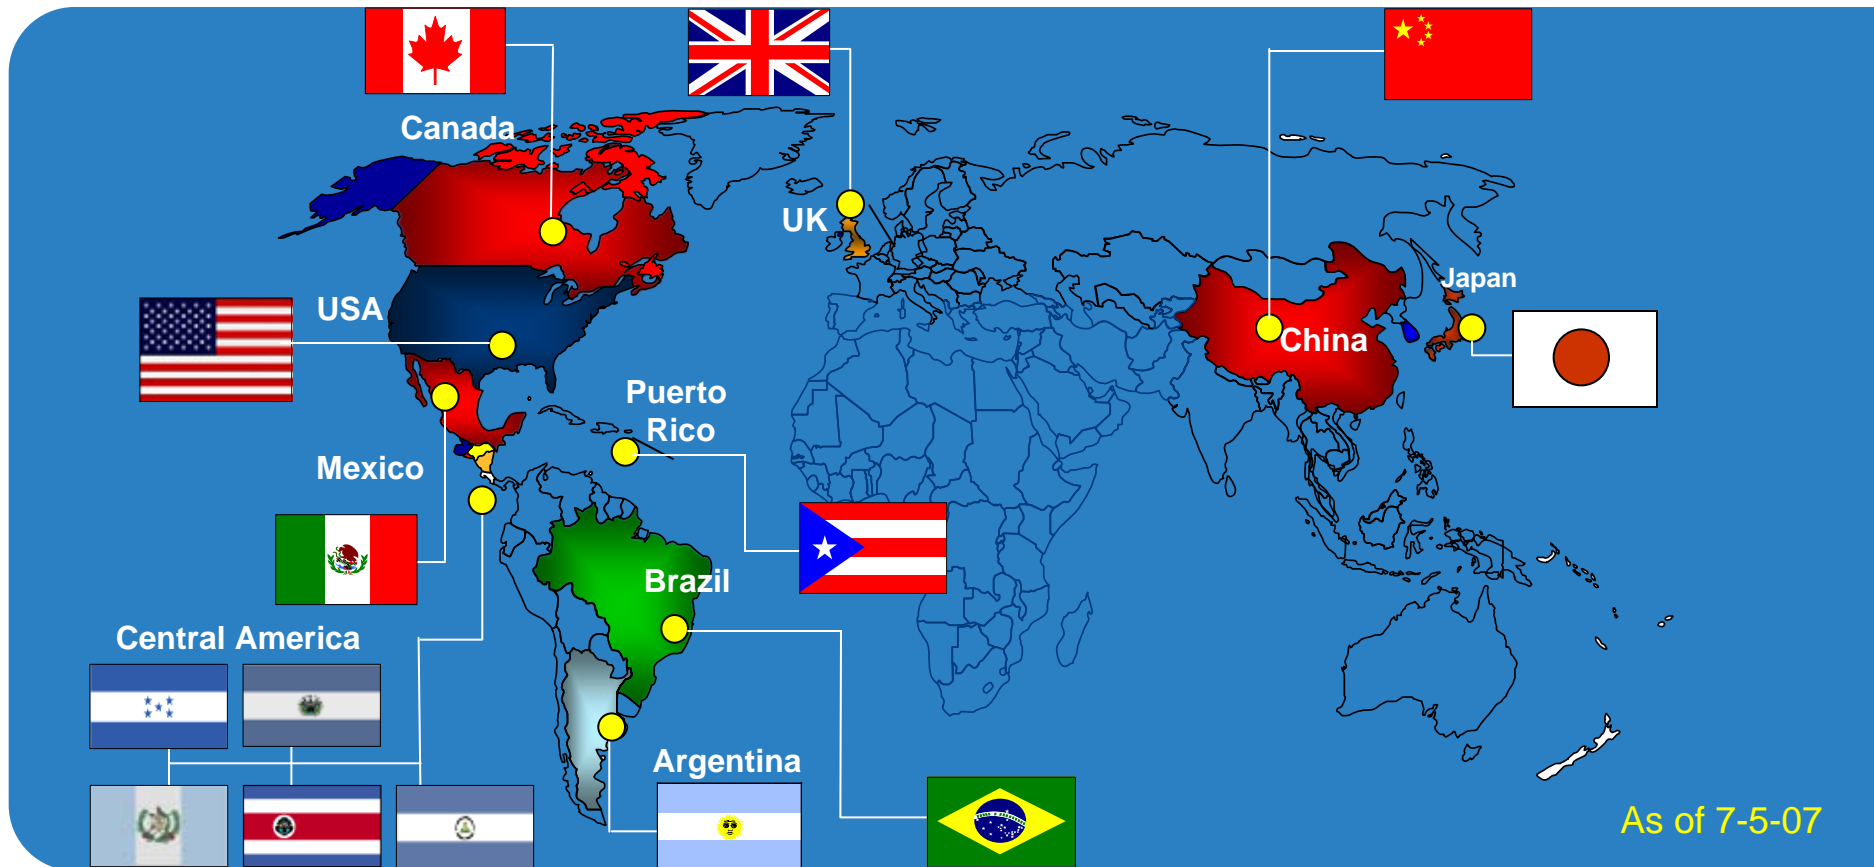 Canada
UK
Japan
USA
China
Puerto
Rico
Mexico
Brazil
Central America
Argentina
As of 7-5-07